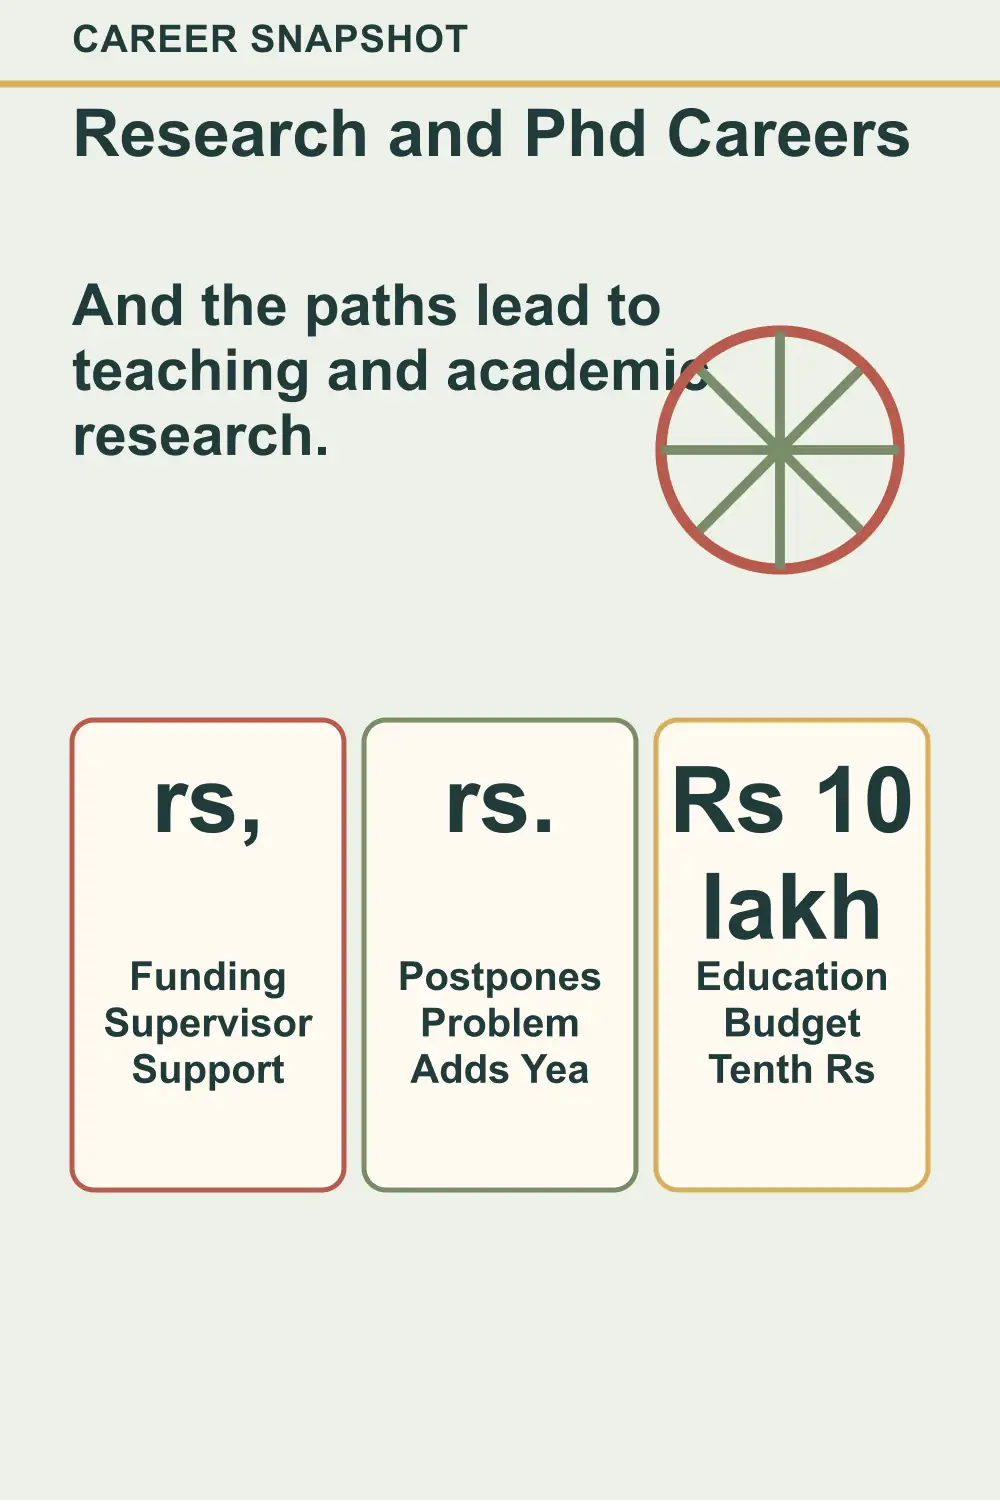 CAREER SNAPSHOT
Research and Phd Careers
And the paths lead to
teaching and academic
research.
rs,
Funding
Supervisor
Support
rs.
Postpones
Problem
Adds Yea
Rs 10
lakh
Education
Budget
Tenth Rs